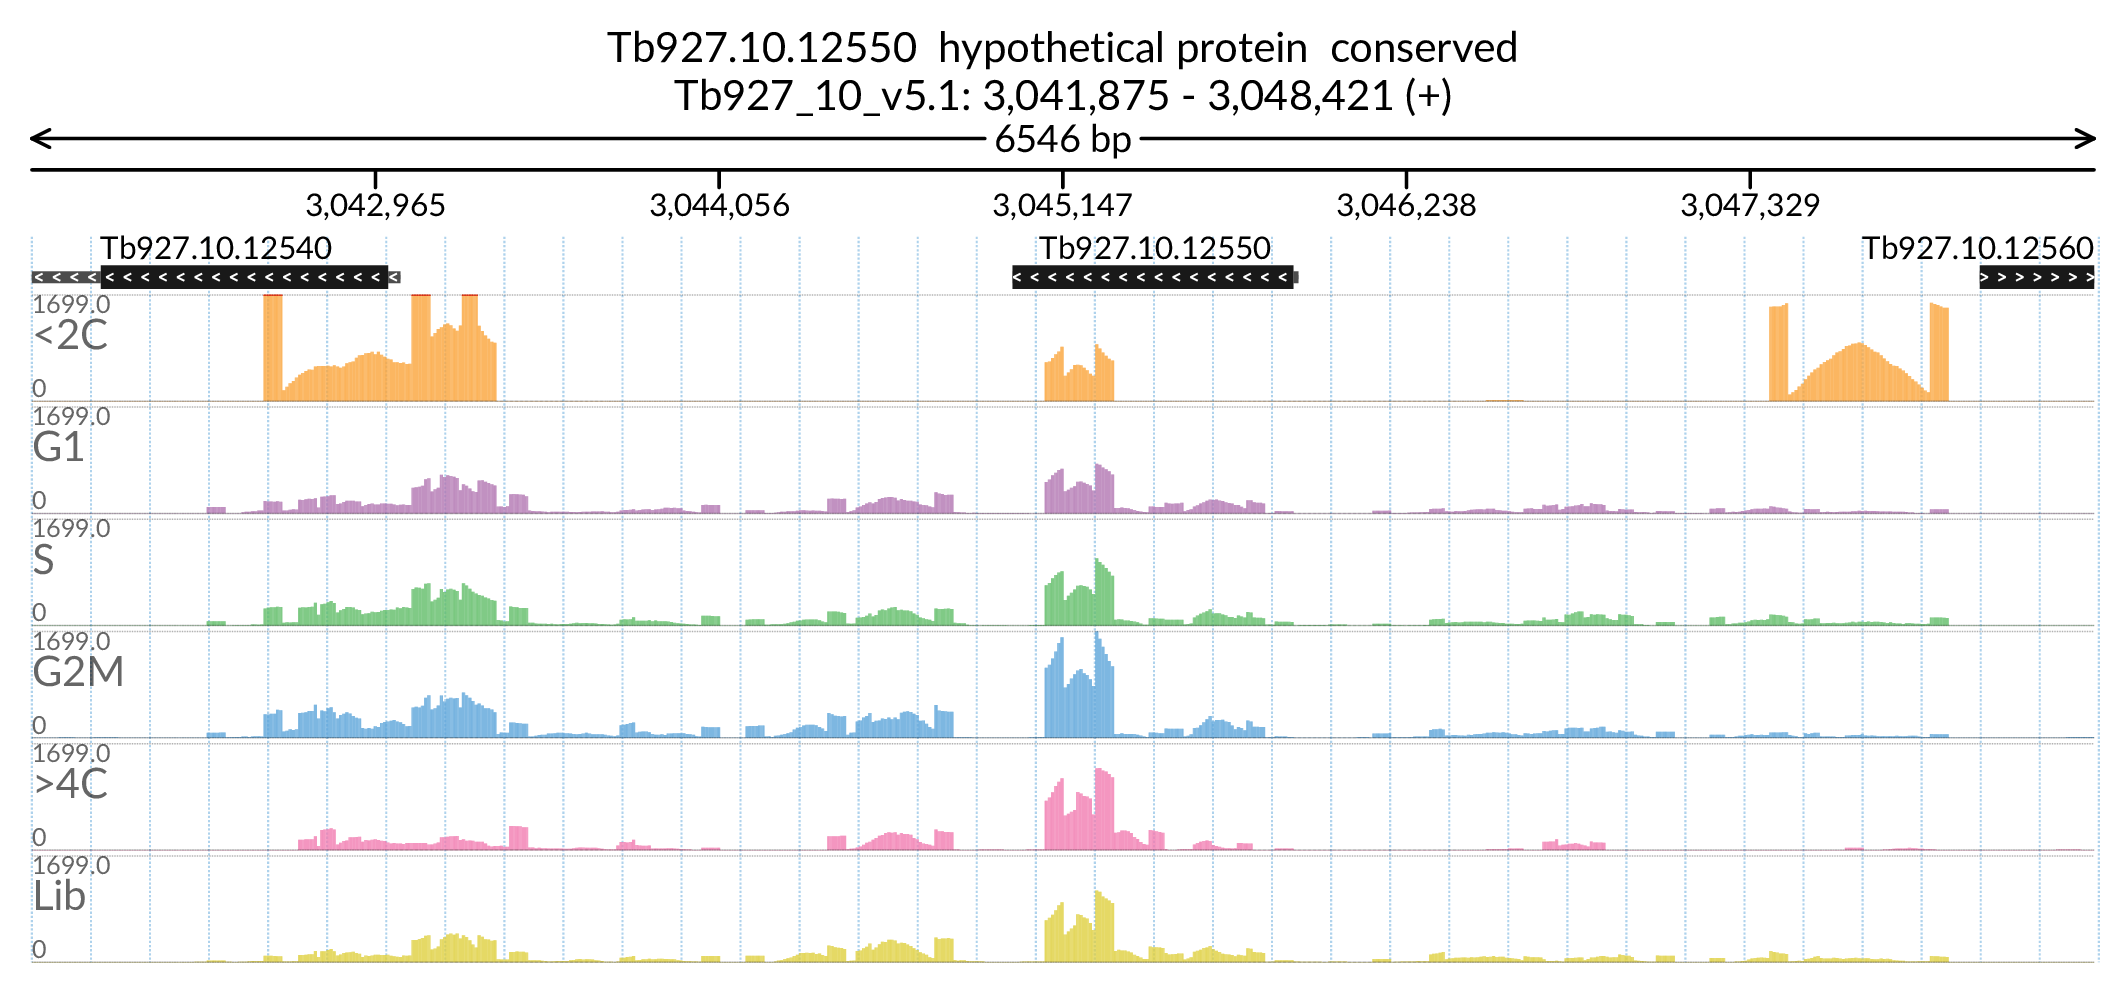 Tb927.10.12550  hypothetical protein  conserved
Tb927_10_v5.1: 3,041,875 - 3,048,421 (+)
6546 bp
3,042,965 3,044,056 3,045,147 3,046,238 3,047,329
Tb927.10.12540 Tb927.10.12550 Tb927.10.12560
1699.0
<2C
0
1699.0
G1
0
1699.0
S
0
1699.0
G2M
0
1699.0
>4C
0
1699.0
Lib
0